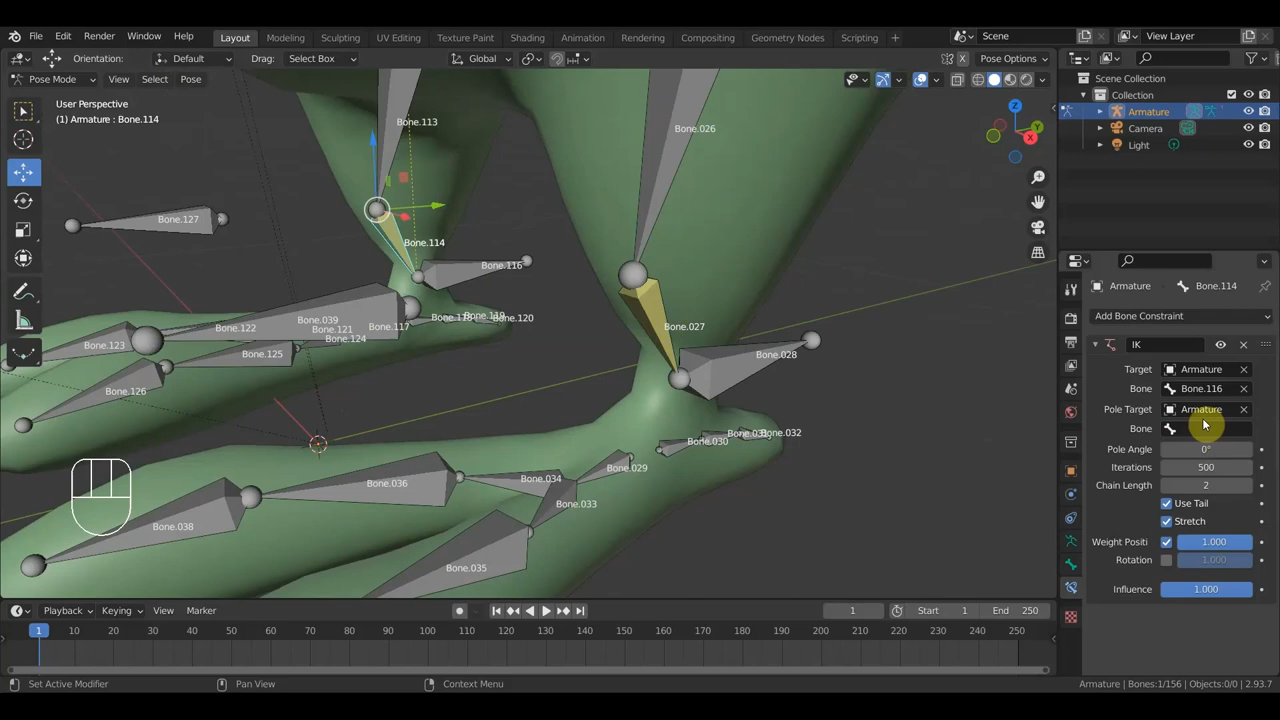 File Edit Render Window Help Layout Modeling Sculpting UV Editing Texture Paint Shading Animation Rendering Compositing Geometry Nodes Scripting + Scene View Layer
Orientation: Default Drag: Select Box Global X Pose Options
Pose Mode View Select Pose
Scene Collection
Collection
Armature
Camera
Light
User Perspective
(1) Armature : Bone.114
Z
Y
X
Bone.113
Bone.026
Bone.127
Bone.114
Bone.116
Bone.039
Bone.122
Bone.121
Bone.117
Bone.120
Bone.124
Bone.123
Bone.125
Bone.126
Bone.027
Bone.028
Bone.030
Bone.032
Bone.029
Bone.034
Bone.036
Bone.033
Bone.038
Bone.035
Armature Bone.114
Add Bone Constraint
IK
Target Armature
Bone Bone.116
Pole Target Armature
Bone
Pole Angle 0°
Iterations 500
Chain Length 2
Use Tail
Stretch
Weight Positi 1.000
Rotation 1.000
Influence 1.000
Playback Keying View Marker 1 Start 1 End 250
1 10 20 30 40 50 60 70 80 90 100 110 120 130 140 150 160 170 180 190 200 210 220 230 240 250
Set Active Modifier Pan View Context Menu Armature | Bones:1/156 | Objects:0/0 | 2.93.7